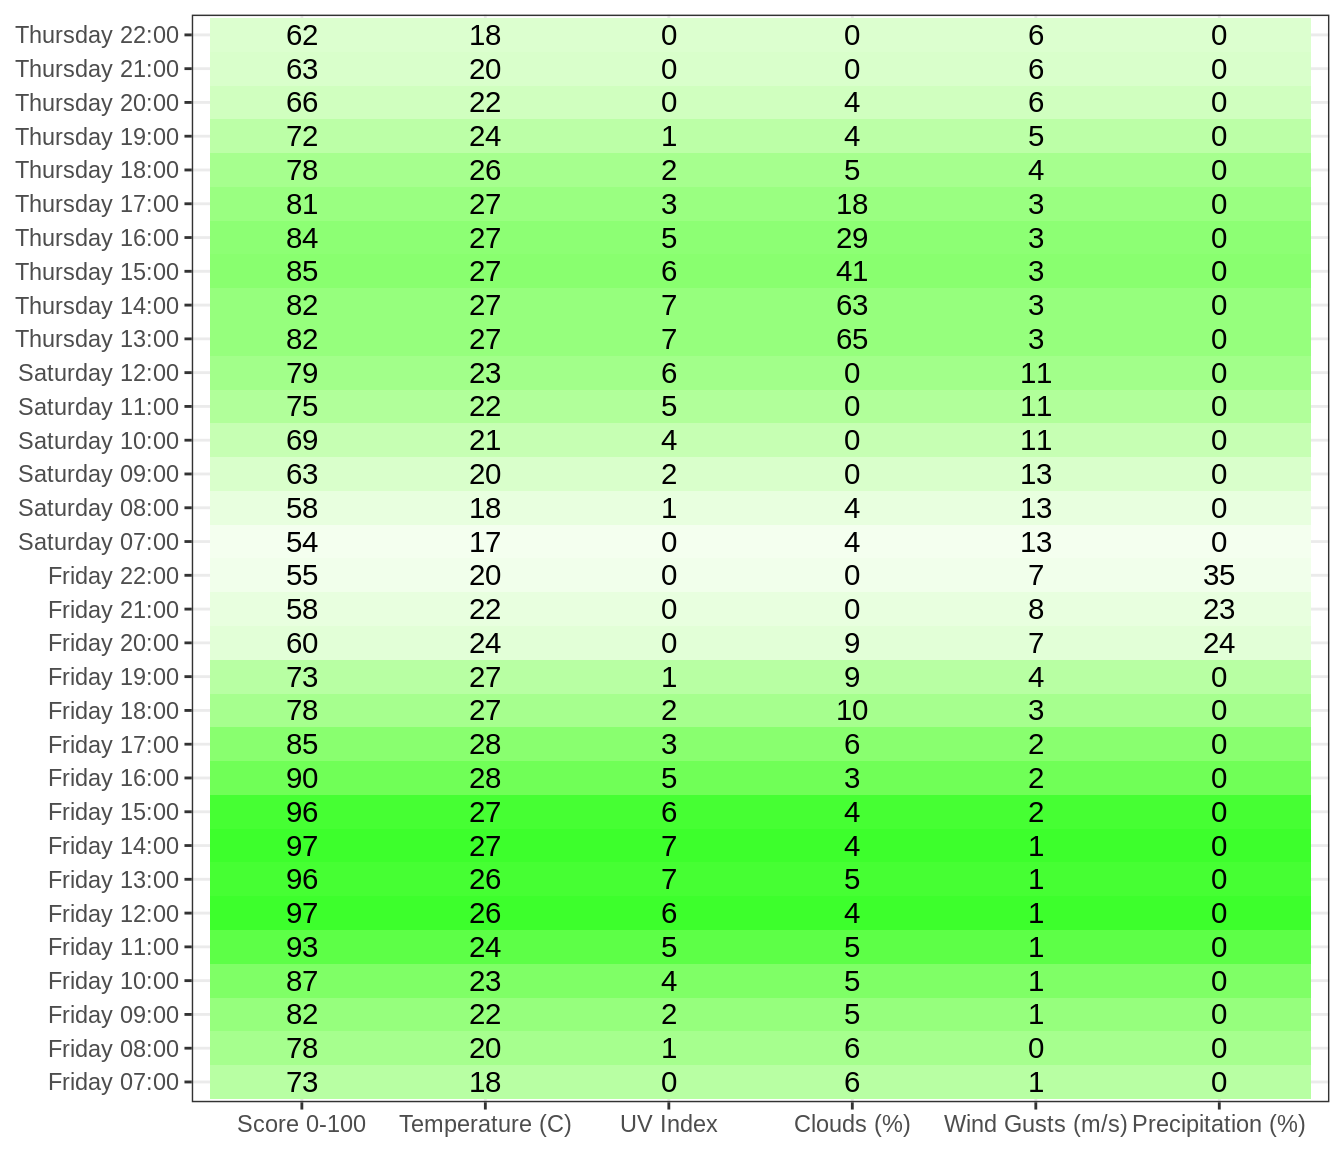 Thursday 22:00 62 18 0 0 6 0
Thursday 21:00 63 20 0 0 6 0
Thursday 20:00 66 22 0 4 6 0
Thursday 19:00 72 24 1 4 5 0
Thursday 18:00 78 26 2 5 4 0
Thursday 17:00 81 27 3 18 3 0
Thursday 16:00 84 27 5 29 3 0
Thursday 15:00 85 27 6 41 3 0
Thursday 14:00 82 27 7 63 3 0
Thursday 13:00 82 27 7 65 3 0
Saturday 12:00 79 23 6 0 11 0
Saturday 11:00 75 22 5 0 11 0
Saturday 10:00 69 21 4 0 11 0
Saturday 09:00 63 20 2 0 13 0
Saturday 08:00 58 18 1 4 13 0
Saturday 07:00 54 17 0 4 13 0
Friday 22:00 55 20 0 0 7 35
Friday 21:00 58 22 0 0 8 23
Friday 20:00 60 24 0 9 7 24
Friday 19:00 73 27 1 9 4 0
Friday 18:00 78 27 2 10 3 0
Friday 17:00 85 28 3 6 2 0
Friday 16:00 90 28 5 3 2 0
Friday 15:00 96 27 6 4 2 0
Friday 14:00 97 27 7 4 1 0
Friday 13:00 96 26 7 5 1 0
Friday 12:00 97 26 6 4 1 0
Friday 11:00 93 24 5 5 1 0
Friday 10:00 87 23 4 5 1 0
Friday 09:00 82 22 2 5 1 0
Friday 08:00 78 20 1 6 0 0
Friday 07:00 73 18 0 6 1 0
Score 0-100 Temperature (C) UV Index Clouds (%) Wind Gusts (m/s) Precipitation (%)